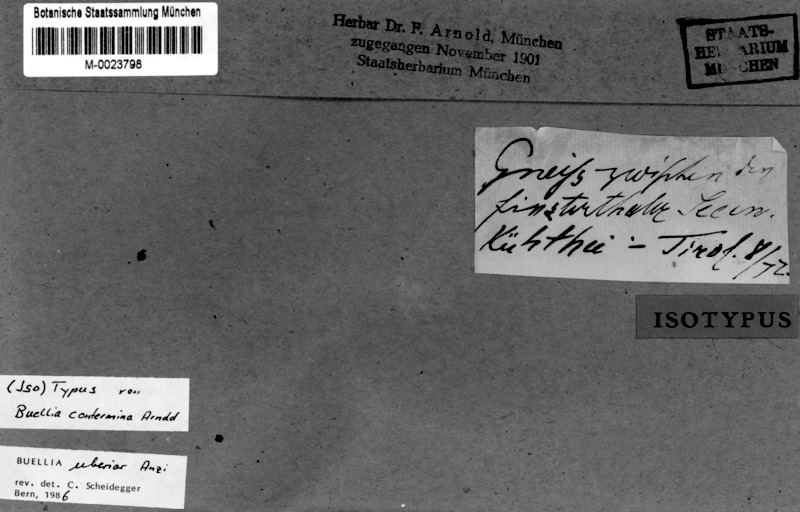 Botanische Staatssammlung München
M-0023798
Herbar Dr. F. Arnold, München
zugegangen November 1901
Staatsherbarium München
STAATS-
HERBARIUM
MÜNCHEN
Gneiß zwischen den
finsterthaler Seen.
Kühthei - Tirol. 8/72.
ISOTYPUS
(Iso) Typus von
Buellia contermina Arnold
BUELLIA uberior Anzi
rev. det. C. Scheidegger
Bern, 1986